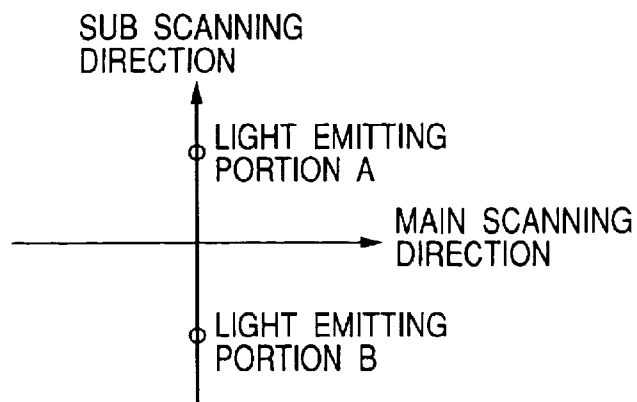 SUB SCANNING
DIRECTION
LIGHT EMITTING
PORTION A
MAIN SCANNING
DIRECTION
LIGHT EMITTING
PORTION B